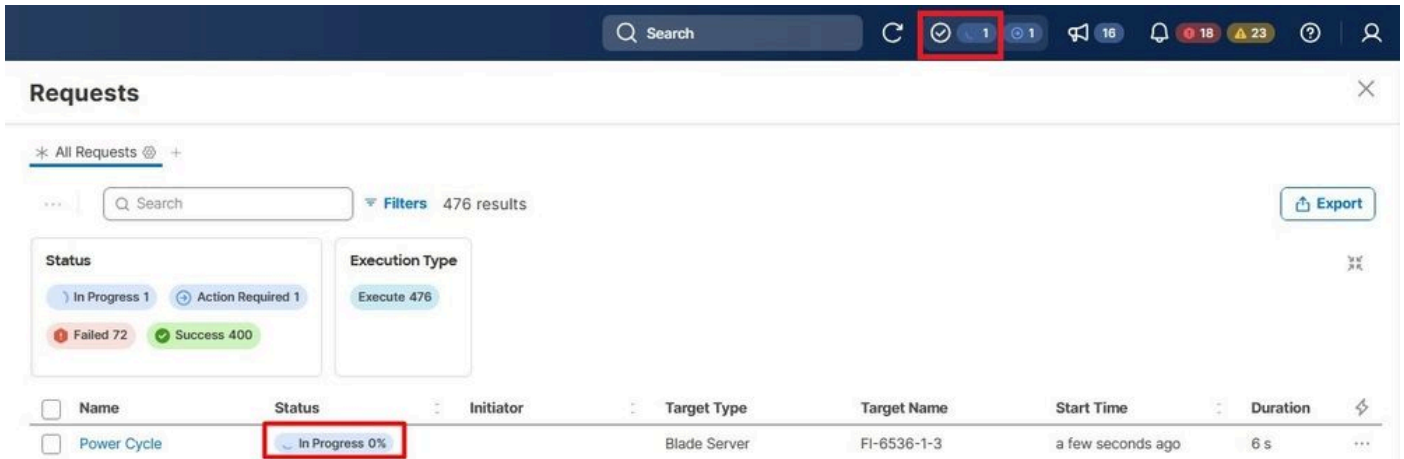 Search 1 1 16 18 23
Requests
All Requests +
Search Filters 476 results Export
Status Execution Type
In Progress 1 Action Required 1 Execute 476
Failed 72 Success 400
Name Status Initiator Target Type Target Name Start Time Duration
Power Cycle In Progress 0% Blade Server FI-6536-1-3 a few seconds ago 6 s